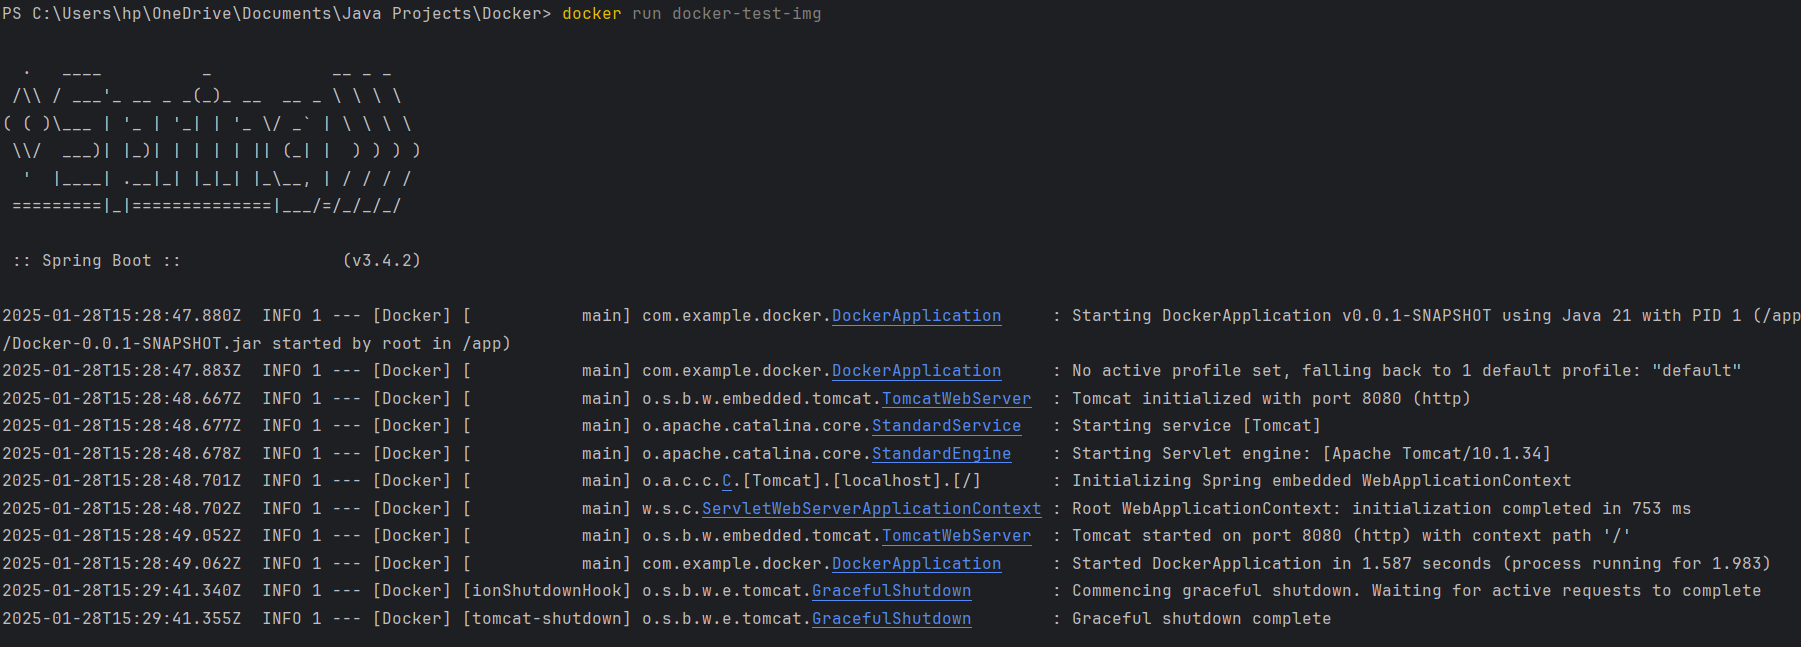 PS C:\Users\hp\OneDrive\Documents\Java Projects\Docker> docker run docker-test-img
  .   ____          _            __ _ _
 /\\ / ___'_ __ _ _(_)_ __  __ _ \ \ \ \
( ( )\___ | '_ | '_| | '_ \/ _` | \ \ \ \
 \\/  ___)| |_)| | | | | || (_| |  ) ) ) )
  '  |____| .__|_| |_|_| |_\__, | / / / /
 =========|_|==============|___/=/_/_/_/
 :: Spring Boot ::                (v3.4.2)
2025-01-28T15:28:47.880Z  INFO 1 --- [Docker] [           main] com.example.docker.DockerApplication     : Starting DockerApplication v0.0.1-SNAPSHOT using Java 21 with PID 1 (/app
/Docker-0.0.1-SNAPSHOT.jar started by root in /app)
2025-01-28T15:28:47.883Z  INFO 1 --- [Docker] [           main] com.example.docker.DockerApplication     : No active profile set, falling back to 1 default profile: "default"
2025-01-28T15:28:48.667Z  INFO 1 --- [Docker] [           main] o.s.b.w.embedded.tomcat.TomcatWebServer  : Tomcat initialized with port 8080 (http)
2025-01-28T15:28:48.677Z  INFO 1 --- [Docker] [           main] o.apache.catalina.core.StandardService   : Starting service [Tomcat]
2025-01-28T15:28:48.678Z  INFO 1 --- [Docker] [           main] o.apache.catalina.core.StandardEngine    : Starting Servlet engine: [Apache Tomcat/10.1.34]
2025-01-28T15:28:48.701Z  INFO 1 --- [Docker] [           main] o.a.c.c.C.[Tomcat].[localhost].[/]       : Initializing Spring embedded WebApplicationContext
2025-01-28T15:28:48.702Z  INFO 1 --- [Docker] [           main] w.s.c.ServletWebServerApplicationContext : Root WebApplicationContext: initialization completed in 753 ms
2025-01-28T15:28:49.052Z  INFO 1 --- [Docker] [           main] o.s.b.w.embedded.tomcat.TomcatWebServer  : Tomcat started on port 8080 (http) with context path '/'
2025-01-28T15:28:49.062Z  INFO 1 --- [Docker] [           main] com.example.docker.DockerApplication     : Started DockerApplication in 1.587 seconds (process running for 1.983)
2025-01-28T15:29:41.340Z  INFO 1 --- [Docker] [ionShutdownHook] o.s.b.w.e.tomcat.GracefulShutdown        : Commencing graceful shutdown. Waiting for active requests to complete
2025-01-28T15:29:41.355Z  INFO 1 --- [Docker] [tomcat-shutdown] o.s.b.w.e.tomcat.GracefulShutdown        : Graceful shutdown complete